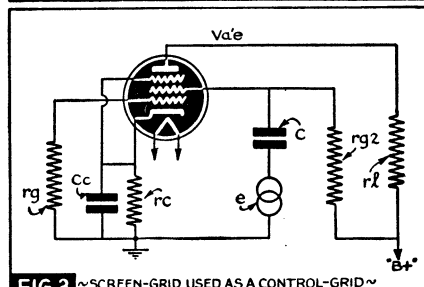 Va'e
rg
Cc
rc
e
C
rg2
rl
"B+"
FIG 2 ~SCREEN-GRID USED AS A CONTROL-GRID~